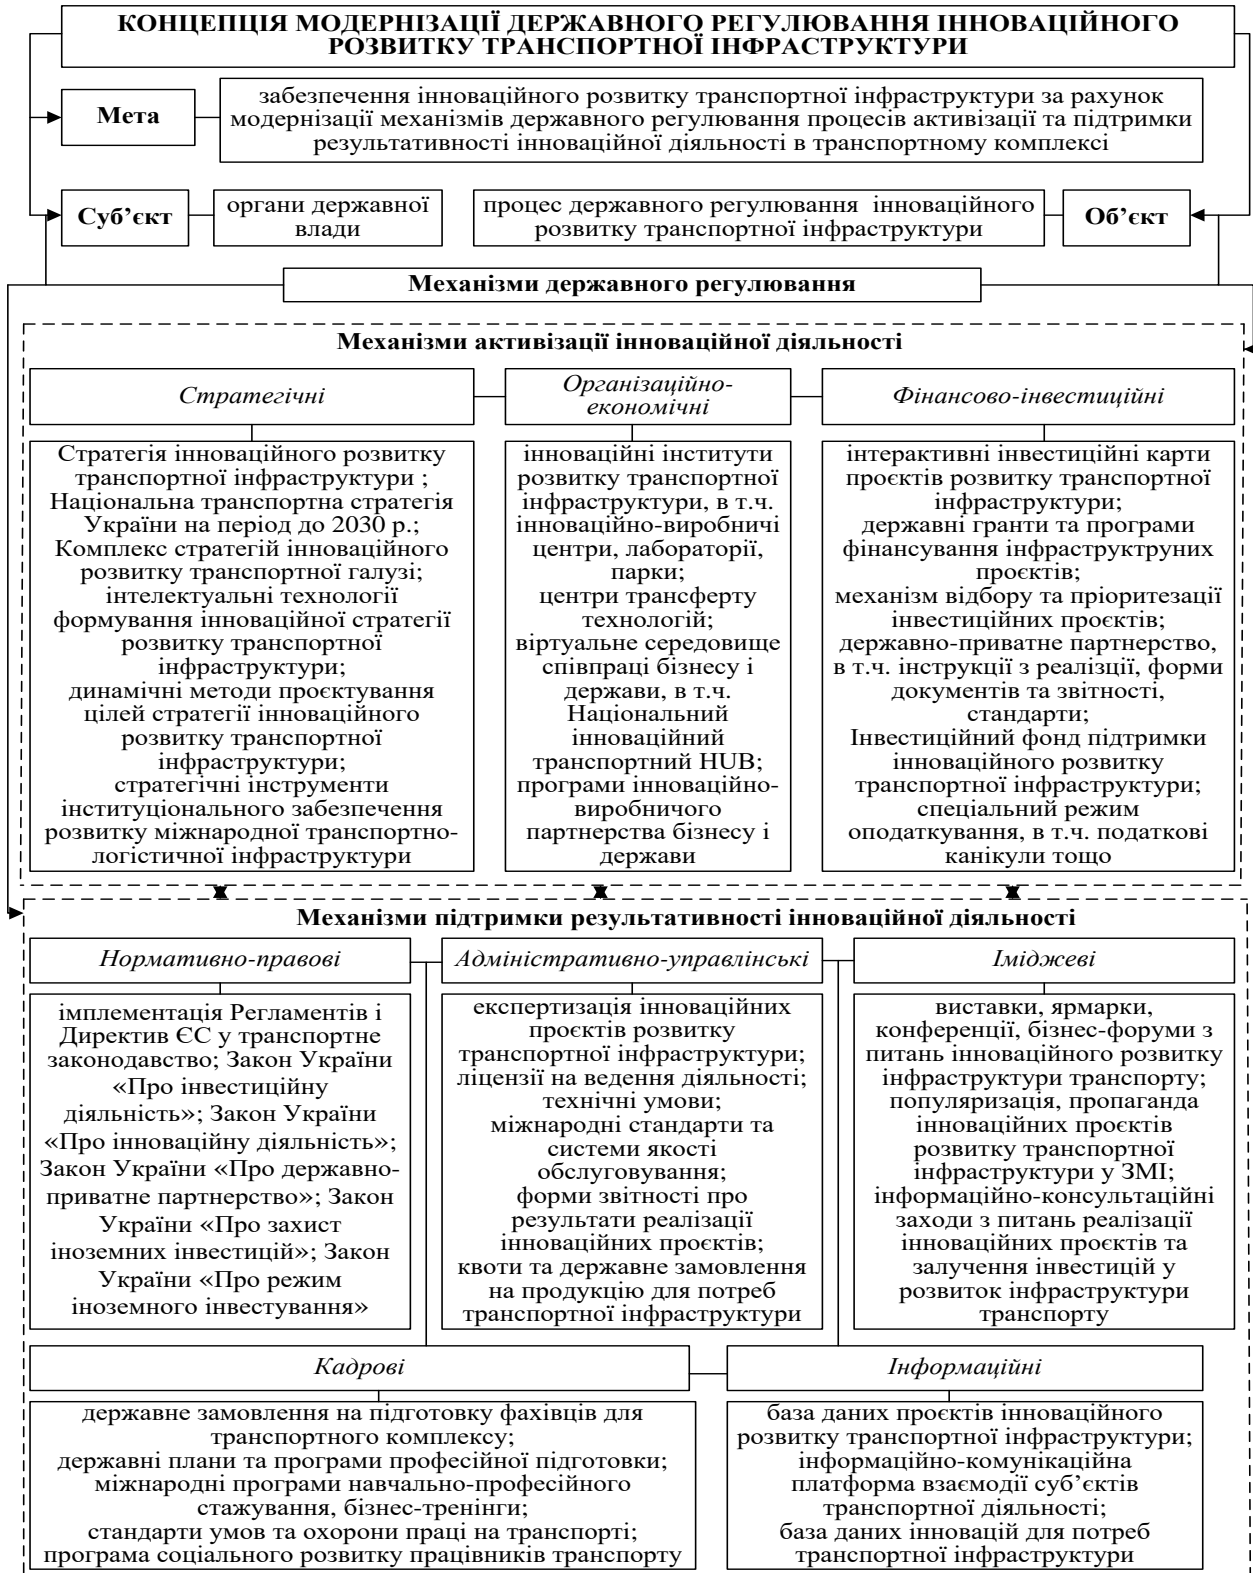 КОНЦЕПЦІЯ МОДЕРНІЗАЦІЇ ДЕРЖАВНОГО РЕГУЛЮВАННЯ ІННОВАЦІЙНОГО
РОЗВИТКУ ТРАНСПОРТНОЇ ІНФРАСТРУКТУРИ
Мета
забезпечення інноваційного розвитку транспортної інфраструктури за рахунок
модернізації механізмів державного регулювання процесів активізації та підтримки
результативності інноваційної діяльності в транспортному комплексі
Суб’єкт
органи державної
влади
процес державного регулювання інноваційного
розвитку транспортної інфраструктури
Об’єкт
Механізми державного регулювання
Механізми активізації інноваційної діяльності
Стратегічні
Організаційно-
економічні
Фінансово-інвестиційні
Стратегія інноваційного розвитку
транспортної інфраструктури ;
Національна транспортна стратегія
України на період до 2030 р.;
Комплекс стратегій інноваційного
розвитку транспортної галузі;
інтелектуальні технології
формування інноваційної стратегії
розвитку транспортної
інфраструктури;
динамічні методи проєктування
цілей стратегії інноваційного
розвитку транспортної
інфраструктури;
стратегічні інструменти
інституціонального забезпечення
розвитку міжнародної транспортно-
логістичної інфраструктури
інноваційні інститути
розвитку транспортної
інфраструктури, в т.ч.
інноваційно-виробничі
центри, лабораторії,
парки;
центри трансферту
технологій;
віртуальне середовище
співпраці бізнесу і
держави, в т.ч.
Національний
інноваційний
транспортний HUB;
програми інноваційно-
виробничого
партнерства бізнесу і
держави
інтерактивні інвестиційні карти
проєктів розвитку транспортної
інфраструктури;
державні гранти та програми
фінансування інфраструктруних
проєктів;
механізм відбору та пріоритезації
інвестиційних проєктів;
державно-приватне партнерство,
в т.ч. інструкції з реалізції, форми
документів та звітності,
стандарти;
Інвестиційний фонд підтримки
інноваційного розвитку
транспортної інфраструктури;
спеціальний режим
оподаткування, в т.ч. податкові
канікули тощо
Механізми підтримки результативності інноваційної діяльності
Нормативно-правові
Адміністративно-управлінські
Іміджеві
імплементація Регламентів і
Директив ЄС у транспортне
законодавство; Закон України
«Про інвестиційну
діяльність»; Закон України
«Про інноваційну діяльність»;
Закон України «Про державно-
приватне партнерство»; Закон
України «Про захист
іноземних інвестицій»; Закон
України «Про режим
іноземного інвестування»
експертизація інноваційних
проєктів розвитку
транспортної інфраструктури;
ліцензії на ведення діяльності;
технічні умови;
міжнародні стандарти та
системи якості
обслуговування;
форми звітності про
результати реалізації
інноваційних проєктів;
квоти та державне замовлення
на продукцію для потреб
транспортної інфраструктури
виставки, ярмарки,
конференції, бізнес-форуми з
питань інноваційного розвитку
інфраструктури транспорту;
популяризація, пропаганда
інноваційних проєктів
розвитку транспортної
інфраструктури у ЗМІ;
інформаційно-консультаційні
заходи з питань реалізації
інноваційних проєктів та
залучення інвестицій у
розвиток інфраструктури
транспорту
Кадрові
Інформаційні
державне замовлення на підготовку фахівців для
транспортного комплексу;
державні плани та програми професійної підготовки;
міжнародні програми навчально-професійного
стажування, бізнес-тренінги;
стандарти умов та охорони праці на транспорті;
програма соціального розвитку працівників транспорту
база даних проєктів інноваційного
розвитку транспортної інфраструктури;
інформаційно-комунікаційна
платформа взаємодії суб’єктів
транспортної діяльності;
база даних інновацій для потреб
транспортної інфраструктури